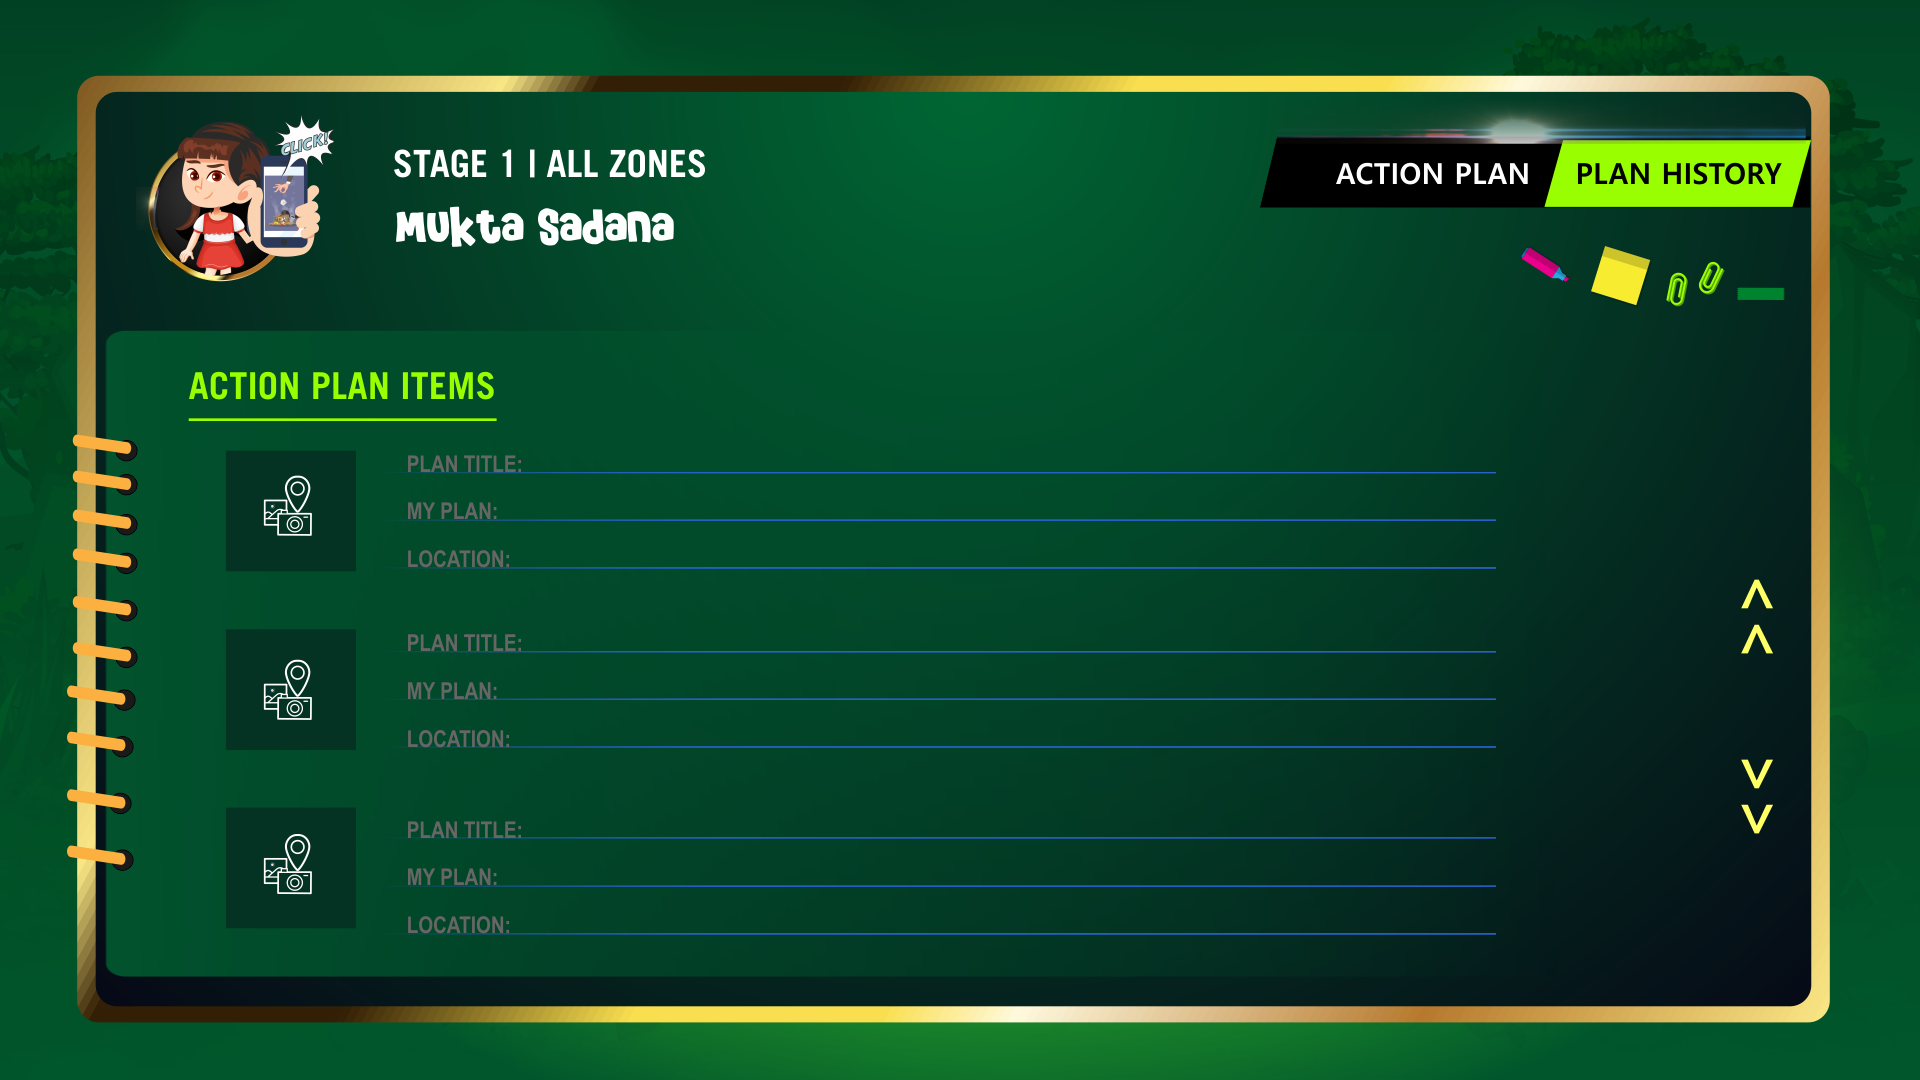 CLICK!
STAGE 1 | ALL ZONES
Mukta Sadana
ACTION PLAN
PLAN HISTORY
ACTION PLAN ITEMS
PLAN TITLE:
MY PLAN:
LOCATION:
PLAN TITLE:
MY PLAN:
LOCATION:
PLAN TITLE:
MY PLAN:
LOCATION: